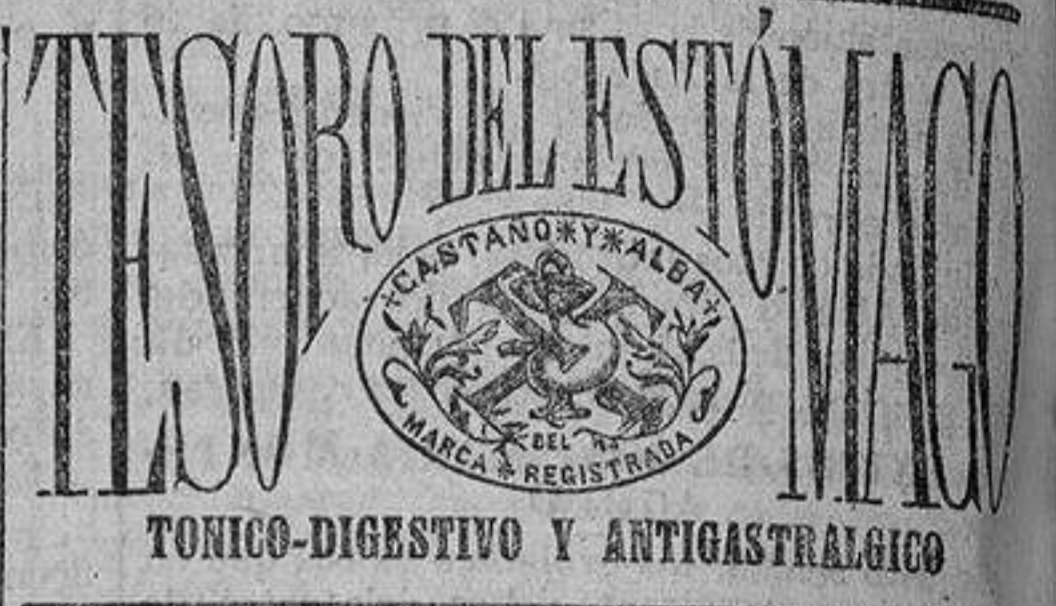 TESORO DEL ESTÓMAGO
CASTAÑO Y ALBA
DEL
MARCA REGISTRADA
TONICO-DIGESTIVO Y ANTIGASTRALGICO